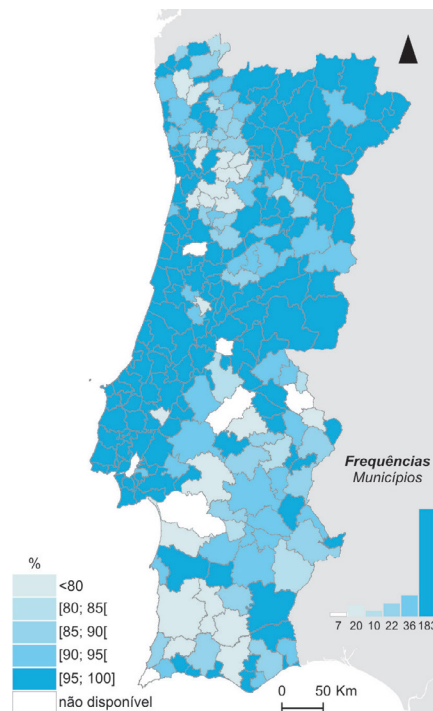 Frequências
Municípios
%
<80
[80; 85[
[85; 90[
[90; 95[
[95; 100]
não disponível
7 20 10 22 36 183
0 50 Km